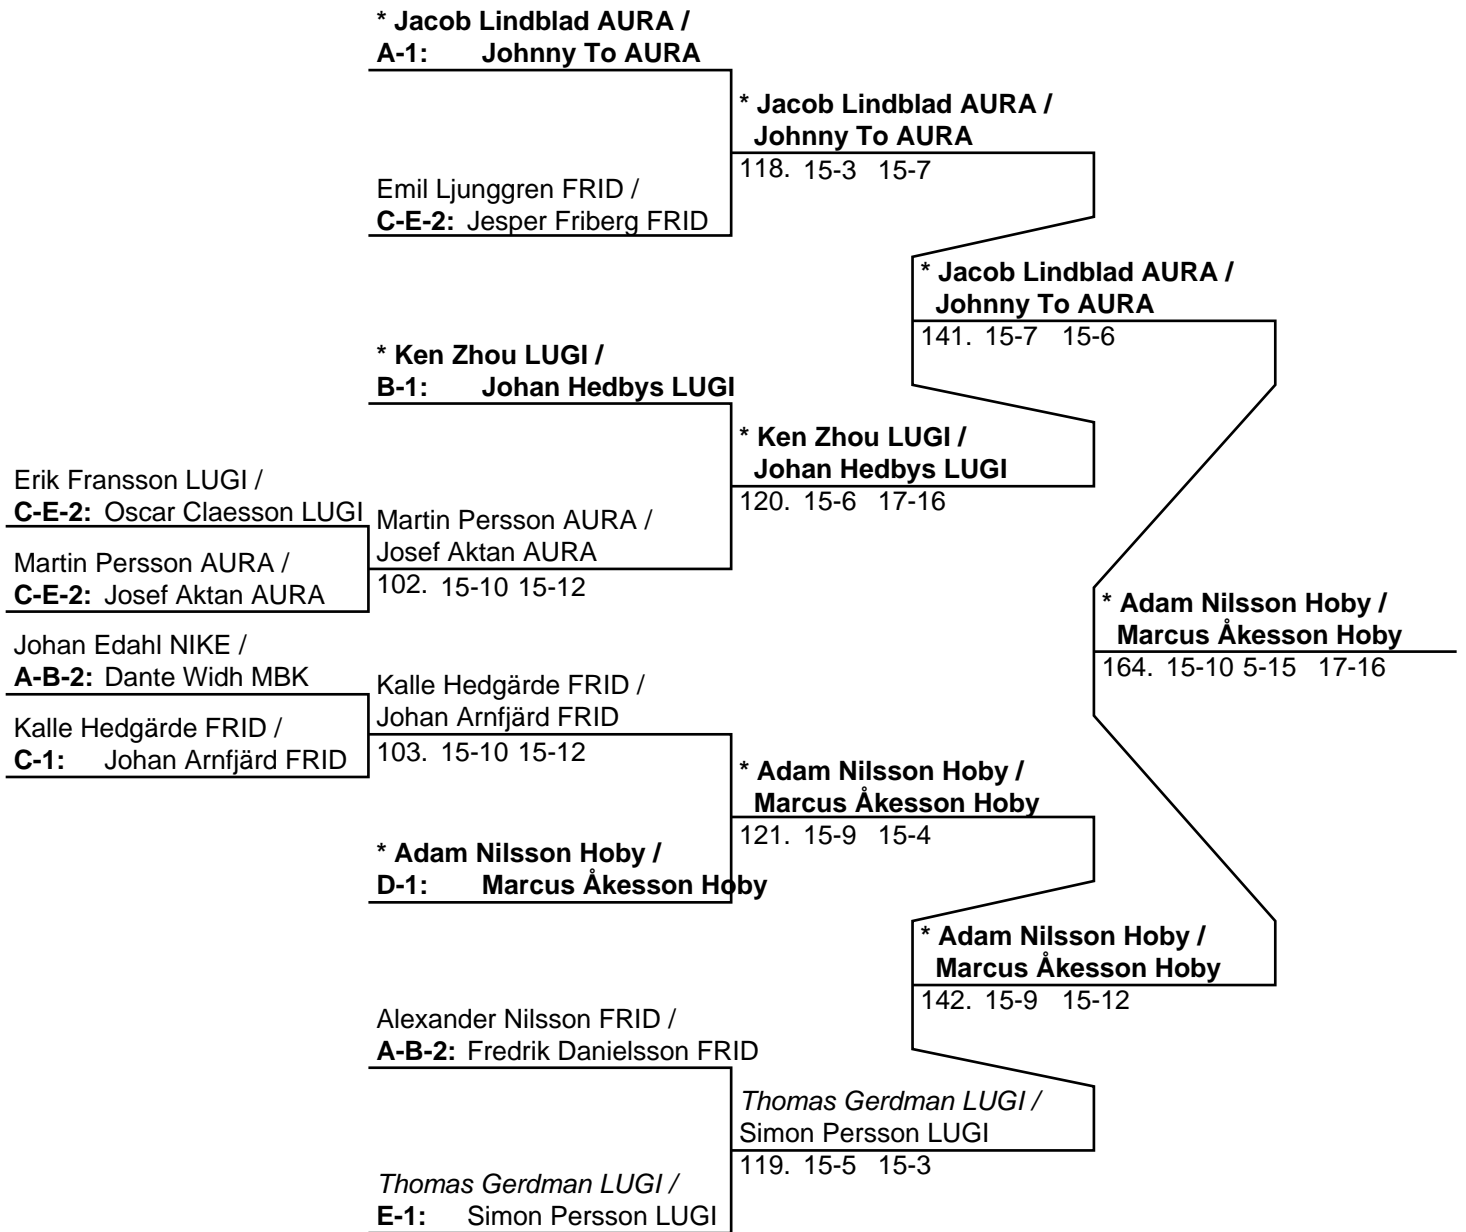 * Jacob Lindblad AURA /
A-1: Johnny To AURA
* Jacob Lindblad AURA /
Johnny To AURA
118. 15-3 15-7
Emil Ljunggren FRID /
C-E-2: Jesper Friberg FRID
* Jacob Lindblad AURA /
Johnny To AURA
141. 15-7 15-6
* Ken Zhou LUGI /
B-1: Johan Hedbys LUGI
* Ken Zhou LUGI /
Johan Hedbys LUGI
120. 15-6 17-16
Erik Fransson LUGI /
C-E-2: Oscar Claesson LUGI
Martin Persson AURA /
Josef Aktan AURA
102. 15-10 15-12
Martin Persson AURA /
C-E-2: Josef Aktan AURA
* Adam Nilsson Hoby /
Marcus Åkesson Hoby
164. 15-10 5-15 17-16
Johan Edahl NIKE /
A-B-2: Dante Widh MBK
Kalle Hedgärde FRID /
Johan Arnfjärd FRID
103. 15-10 15-12
Kalle Hedgärde FRID /
C-1: Johan Arnfjärd FRID
* Adam Nilsson Hoby /
Marcus Åkesson Hoby
121. 15-9 15-4
* Adam Nilsson Hoby /
D-1: Marcus Åkesson Hoby
* Adam Nilsson Hoby /
Marcus Åkesson Hoby
142. 15-9 15-12
Alexander Nilsson FRID /
A-B-2: Fredrik Danielsson FRID
Thomas Gerdman LUGI /
Simon Persson LUGI
119. 15-5 15-3
Thomas Gerdman LUGI /
E-1: Simon Persson LUGI